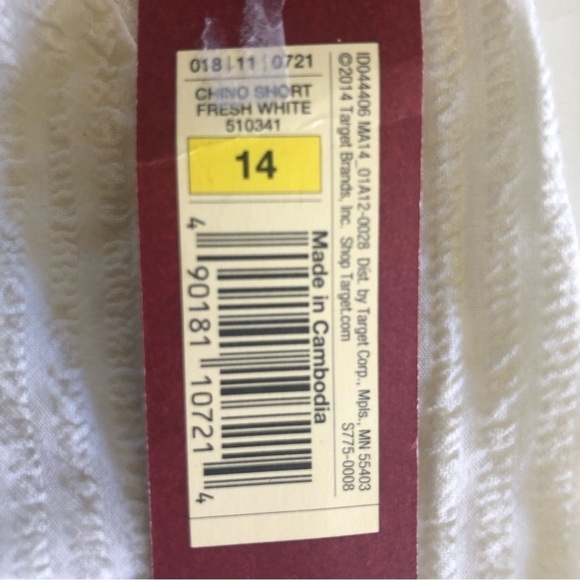 018 | 11 | 0721
CHINO SHORT
FRESH WHITE
510341
14
4 90181 10721 4
Made in Cambodia
©2014 Target Brands, Inc. Shop Target.com S775-0008
ID044406 MA14_01A12-0028 Dist. by Target Corp., Mpls., MN 55403